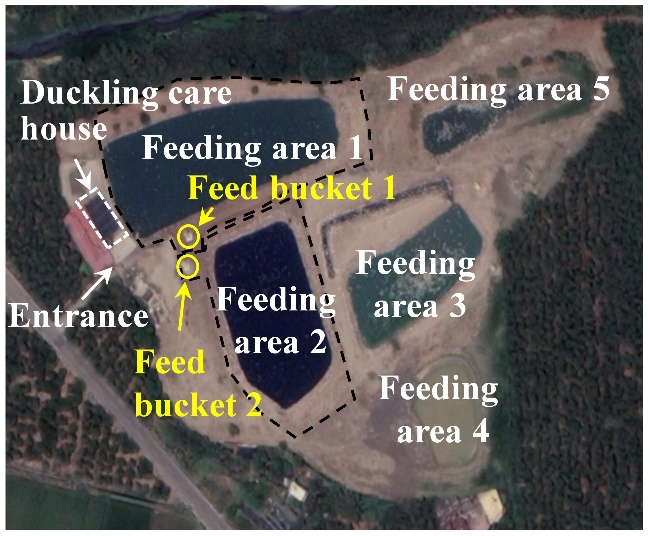 Duckling care
house
Feeding area 5
Feeding area 1
Feed bucket 1
Feeding
area 3
Feeding
area 2
Entrance
Feed
bucket 2
Feeding
area 4